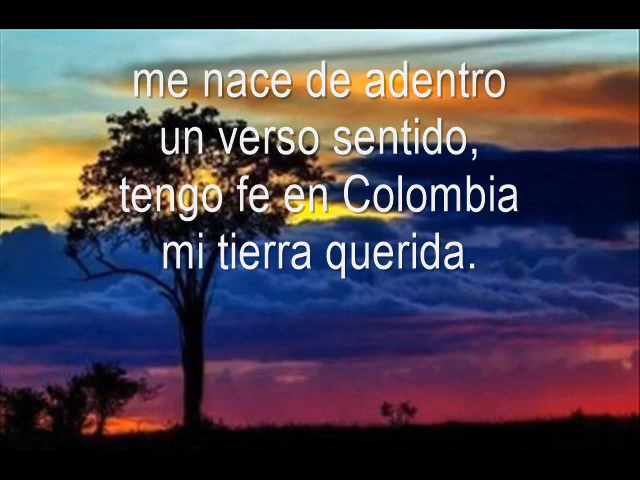 me nace de adentro
un verso sentido,
tengo fe en Colombia
mi tierra querida.